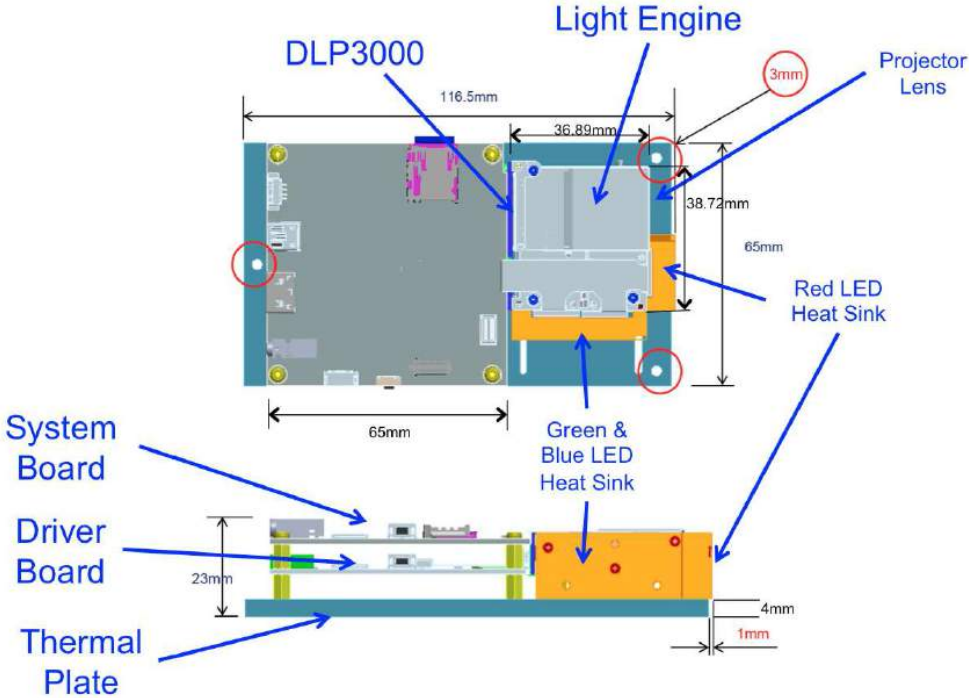 Light Engine
DLP3000
Projector
Lens
3mm
116.5mm
36.89mm
38.72mm
65mm
Red LED
Heat Sink
65mm
Green &
Blue LED
Heat Sink
System
Board
Driver
Board
23mm
4mm
1mm
Thermal
Plate